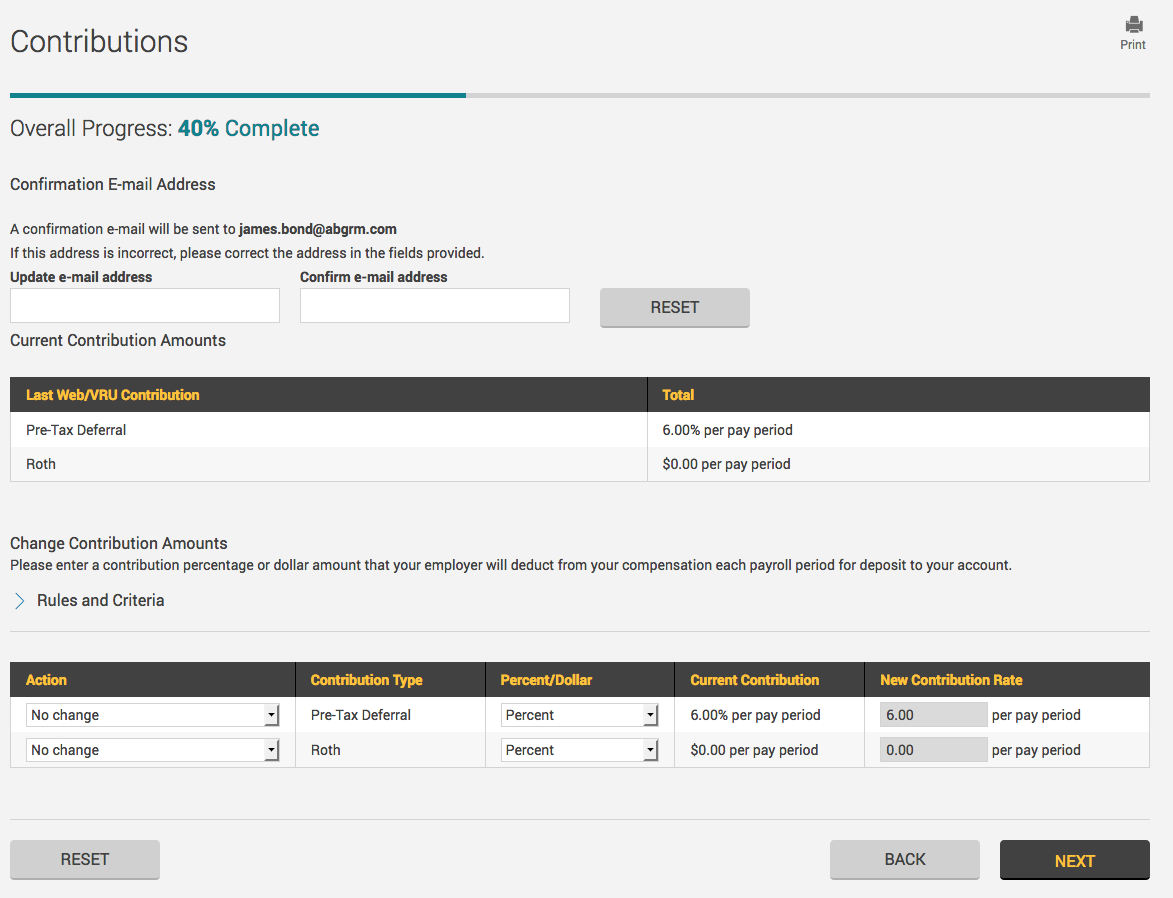 Contributions
Print
Overall Progress: 40% Complete
Confirmation E-mail Address
A confirmation e-mail will be sent to james.bond@abgrm.com
If this address is incorrect, please correct the address in the fields provided.
Update e-mail address Confirm e-mail address
RESET
Current Contribution Amounts
Last Web/VRU Contribution Total
Pre-Tax Deferral 6.00% per pay period
Roth $0.00 per pay period
Change Contribution Amounts
Please enter a contribution percentage or dollar amount that your employer will deduct from your compensation each payroll period for deposit to your account.
Rules and Criteria
Action Contribution Type Percent/Dollar Current Contribution New Contribution Rate
No change Pre-Tax Deferral Percent 6.00% per pay period 6.00 per pay period
No change Roth Percent $0.00 per pay period 0.00 per pay period
RESET BACK NEXT